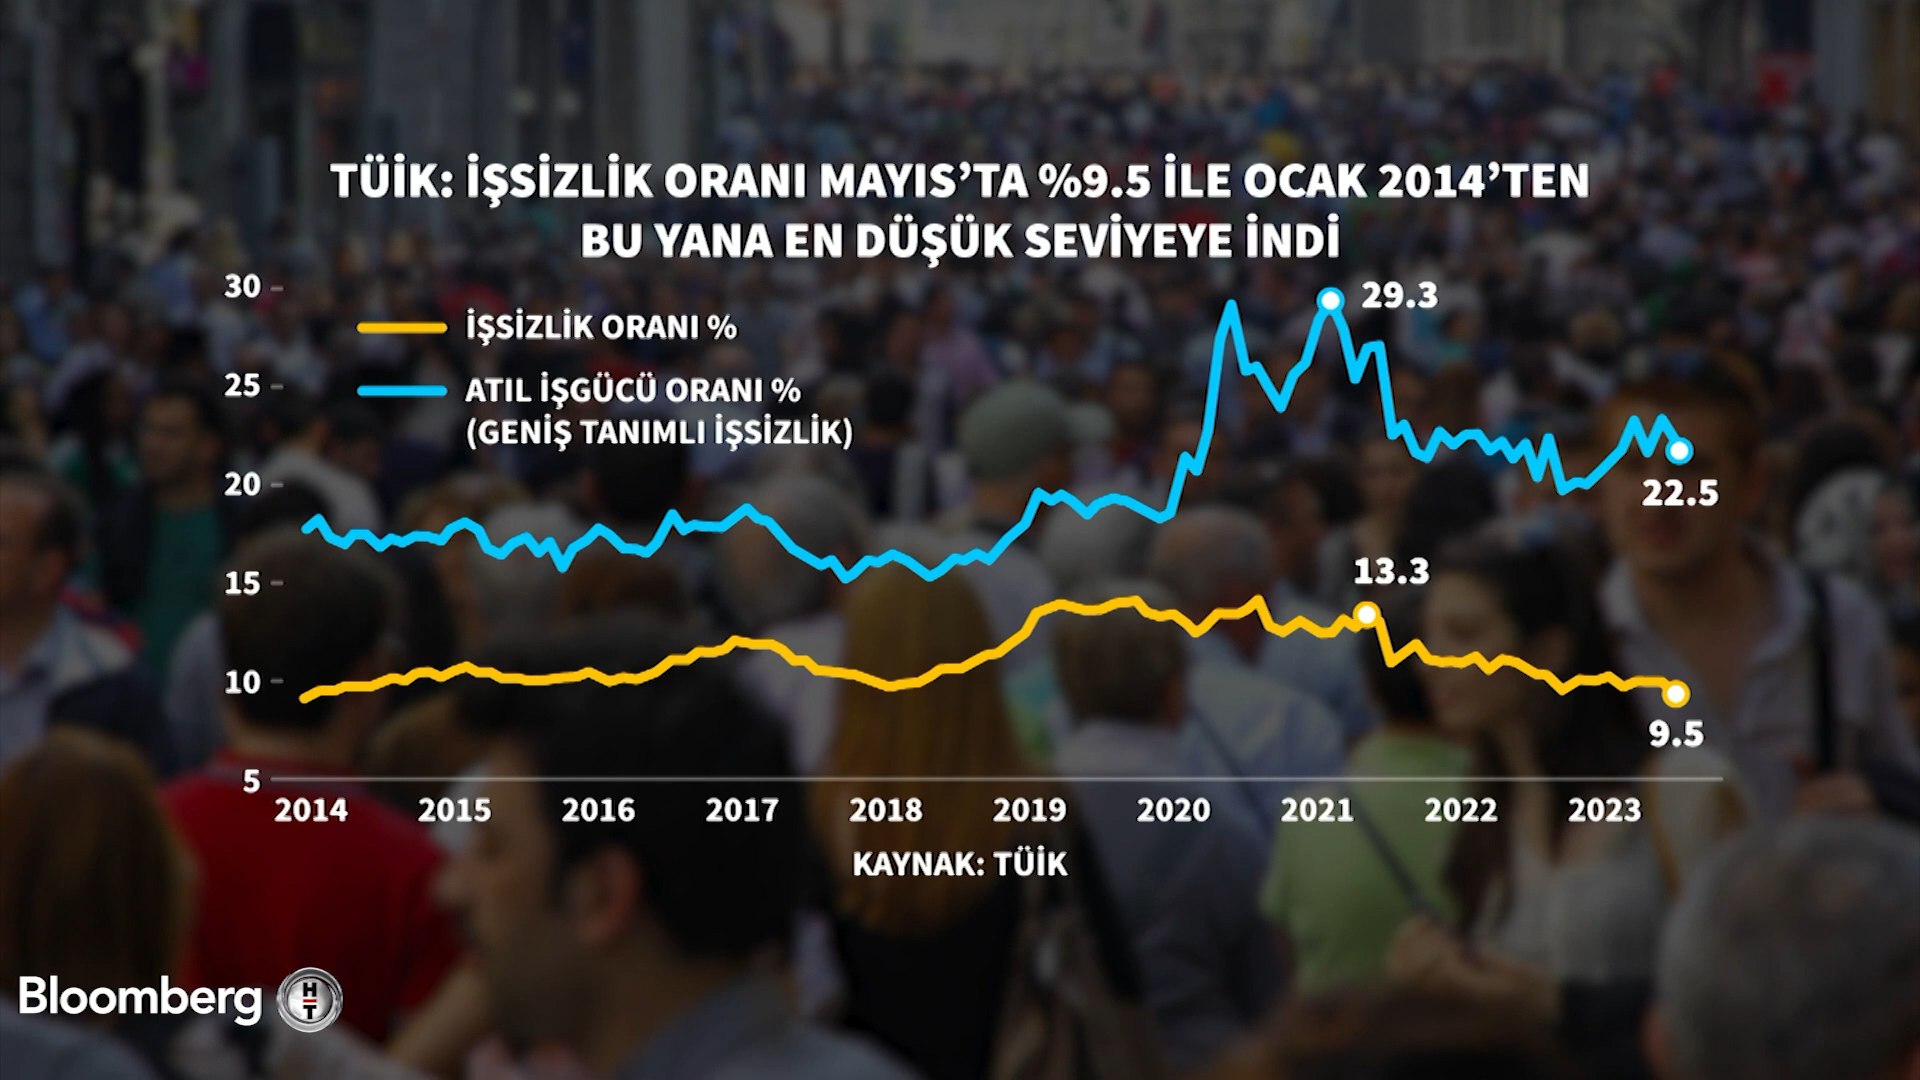 TÜİK: İŞSİZLİK ORANI MAYIS’TA %9.5 İLE OCAK 2014’TEN
BU YANA EN DÜŞÜK SEVİYEYE İNDİ
İŞSİZLİK ORANI %
ATIL İŞGÜCÜ ORANI %
(GENİŞ TANIMLI İŞSİZLİK)
30
25
20
15
10
5
29.3
22.5
13.3
9.5
2014 2015 2016 2017 2018 2019 2020 2021 2022 2023
KAYNAK: TÜİK
Bloomberg HT